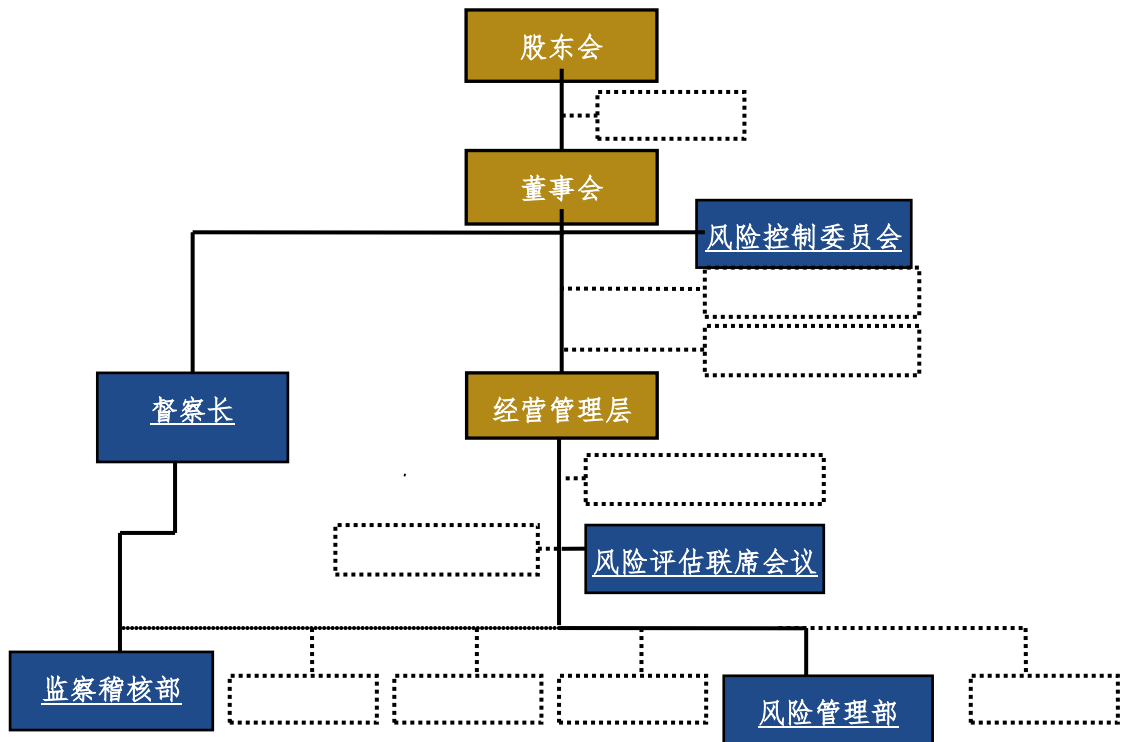 股东会
董事会
风险控制委员会
督察长
经营管理层
风险评估联席会议
监察稽核部
风险管理部